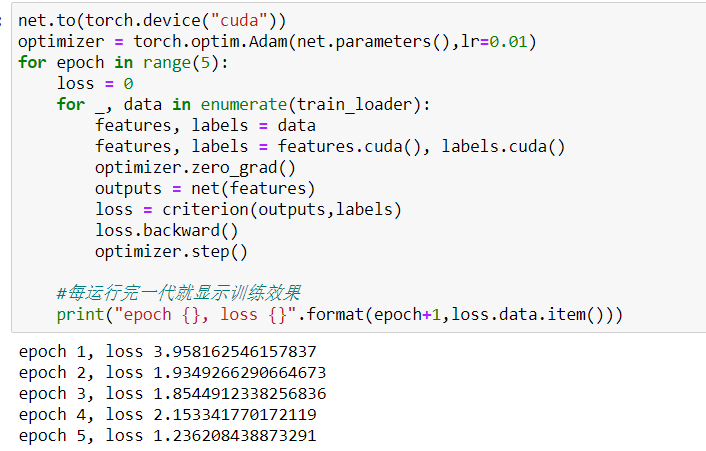 net.to(torch.device("cuda"))
optimizer = torch.optim.Adam(net.parameters(),lr=0.01)
for epoch in range(5):
    loss = 0
    for _, data in enumerate(train_loader):
        features, labels = data
        features, labels = features.cuda(), labels.cuda()
        optimizer.zero_grad()
        outputs = net(features)
        loss = criterion(outputs,labels)
        loss.backward()
        optimizer.step()

    #每运行完一代就显示训练效果
    print("epoch {}, loss {}".format(epoch+1,loss.data.item()))
epoch 1, loss 3.958162546157837
epoch 2, loss 1.9349266290664673
epoch 3, loss 1.8544912338256836
epoch 4, loss 2.153341770172119
epoch 5, loss 1.236208438873291